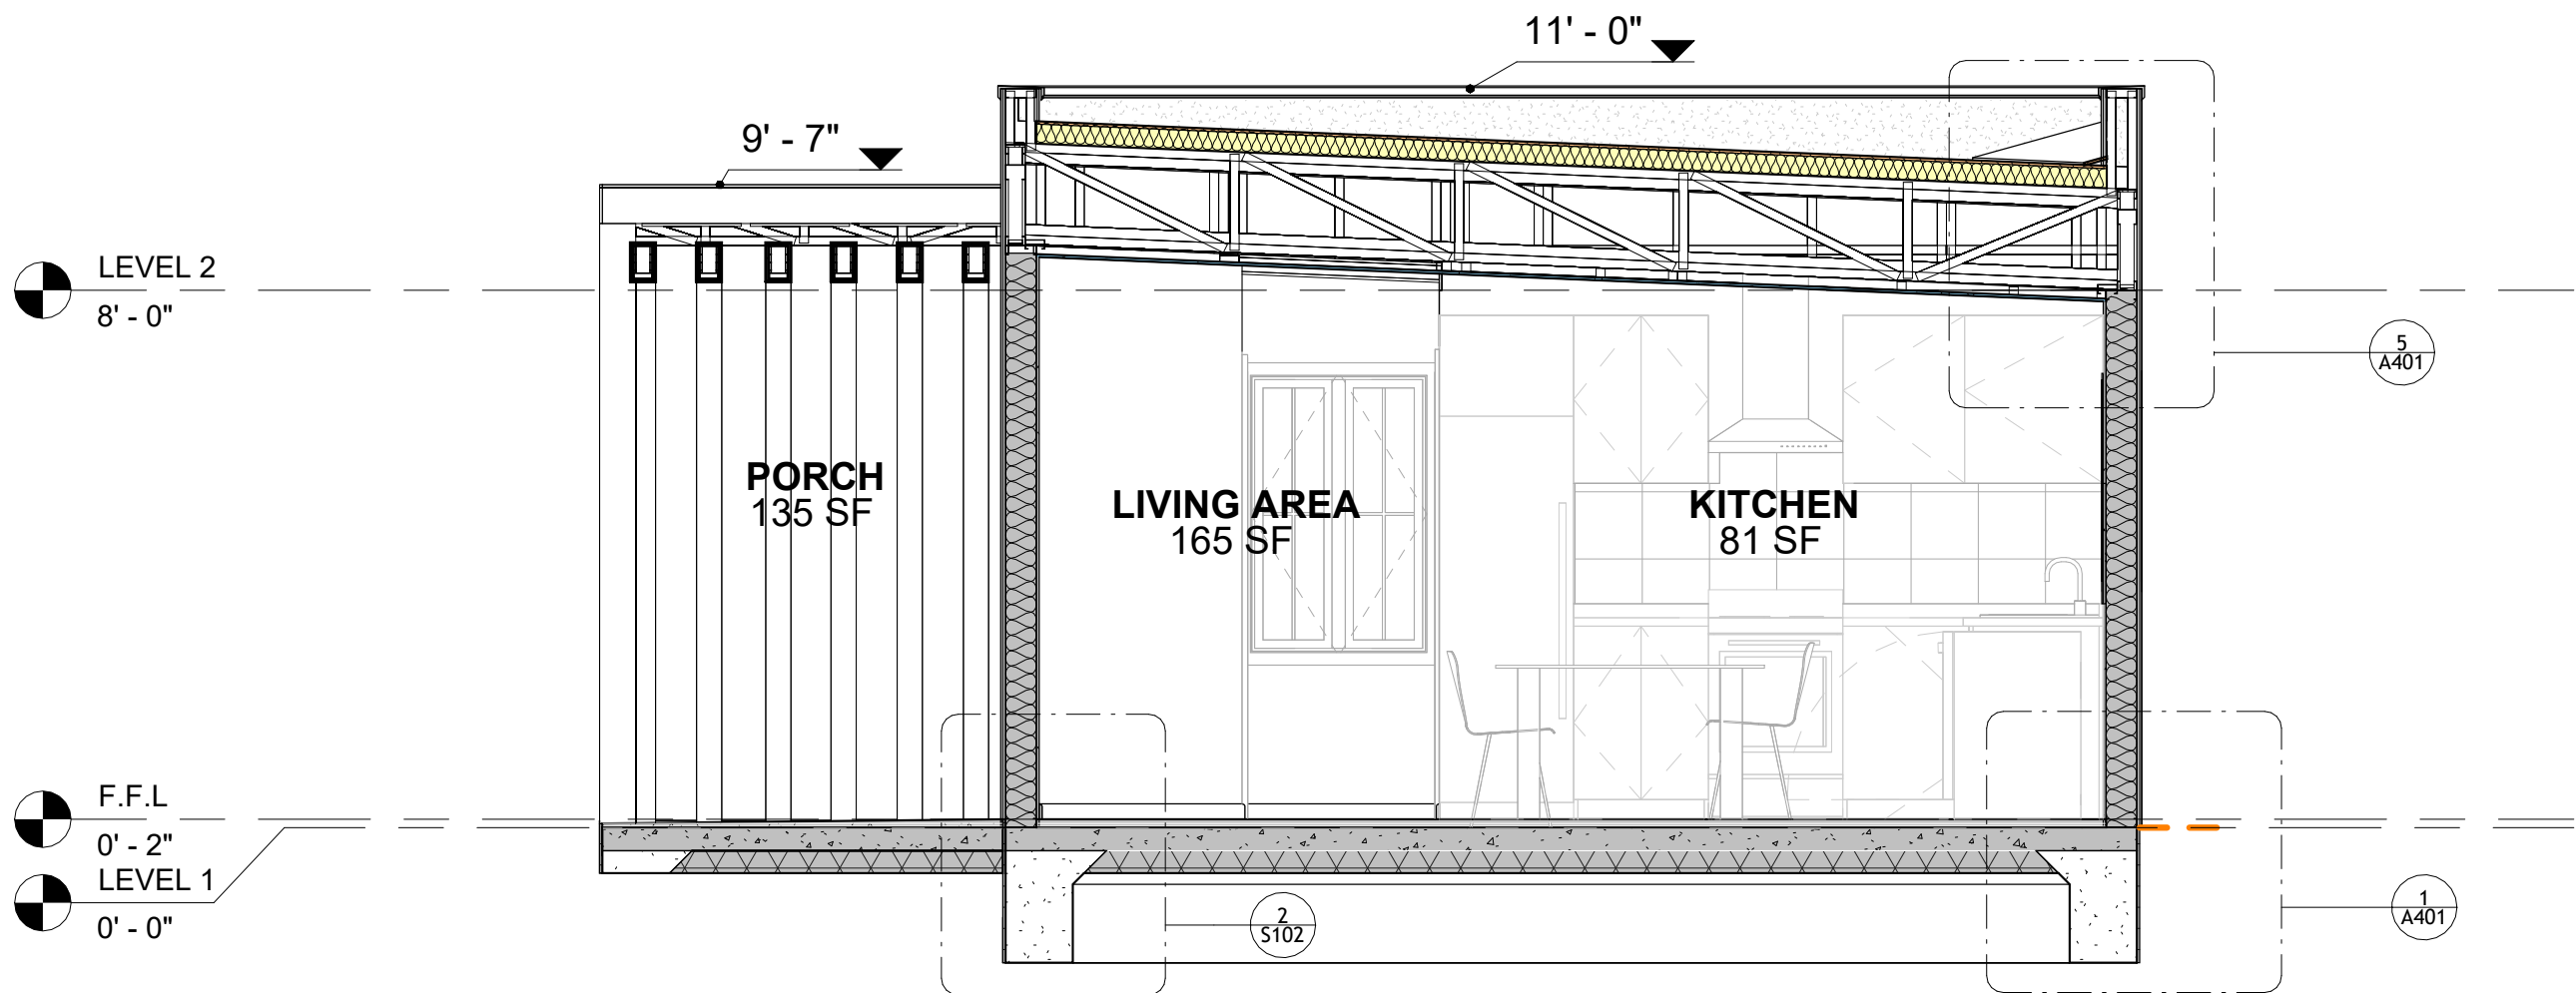 11' - 0"
9' - 7"
LEVEL 2
8' - 0"
5
A401
PORCH
135 SF
LIVING AREA
165 SF
KITCHEN
81 SF
F.F.L
0' - 2"
LEVEL 1
0' - 0"
2
S102
1
A401